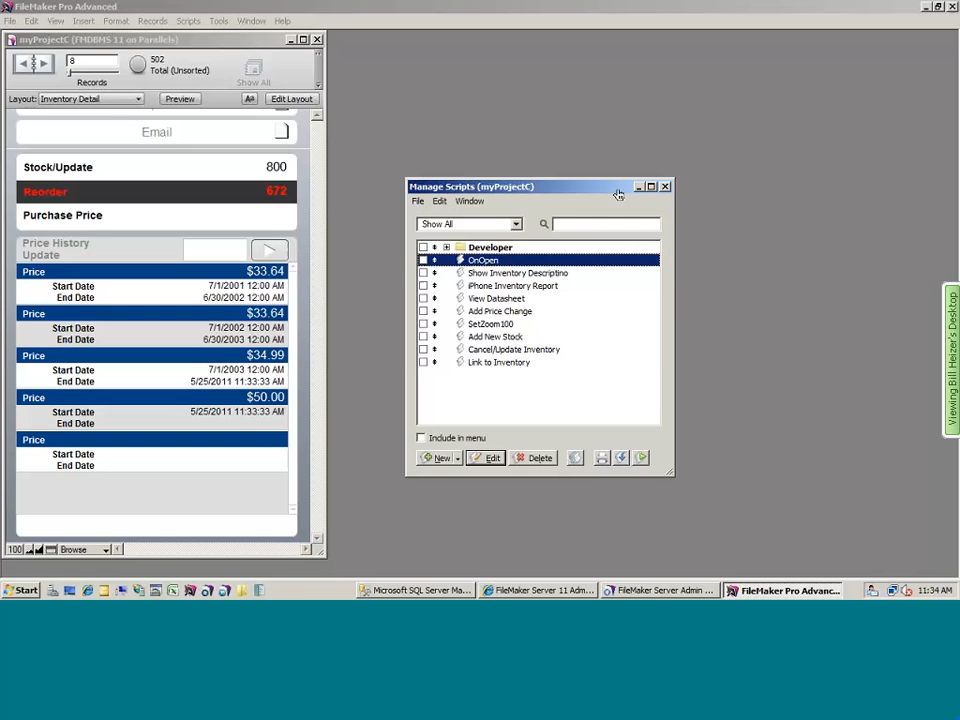 FileMaker Pro Advanced
File Edit View Insert Format Records Scripts Tools Window Help
myProjectC (FMDBMS 11 on Parallels)
8
502
Total (Unsorted)
Records
Show All
Layout: Inventory Detail
Preview
Aa
Edit Layout
Email
Stock/Update 800
Reorder 672
Purchase Price
Price History
Update
Price $33.64
Start Date 7/1/2001 12:00 AM
End Date 6/30/2002 12:00 AM
Price $33.64
Start Date 7/1/2002 12:00 AM
End Date 6/30/2003 12:00 AM
Price $34.99
Start Date 7/1/2003 12:00 AM
End Date 5/25/2011 11:33:33 AM
Price $50.00
Start Date 5/25/2011 11:33:33 AM
End Date
Price
Start Date
End Date
100
Browse
Manage Scripts (myProjectC)
File Edit Window
Show All
Developer
OnOpen
Show Inventory Descriptino
iPhone Inventory Report
View Datasheet
Add Price Change
SetZoom100
Add New Stock
Cancel/Update Inventory
Link to Inventory
Include in menu
New
Edit
Delete
Viewing Bill Heizer's Desktop
Start
Microsoft SQL Server Ma...
FileMaker Server 11 Adm...
FileMaker Server Admin ...
FileMaker Pro Advanc...
11:34 AM